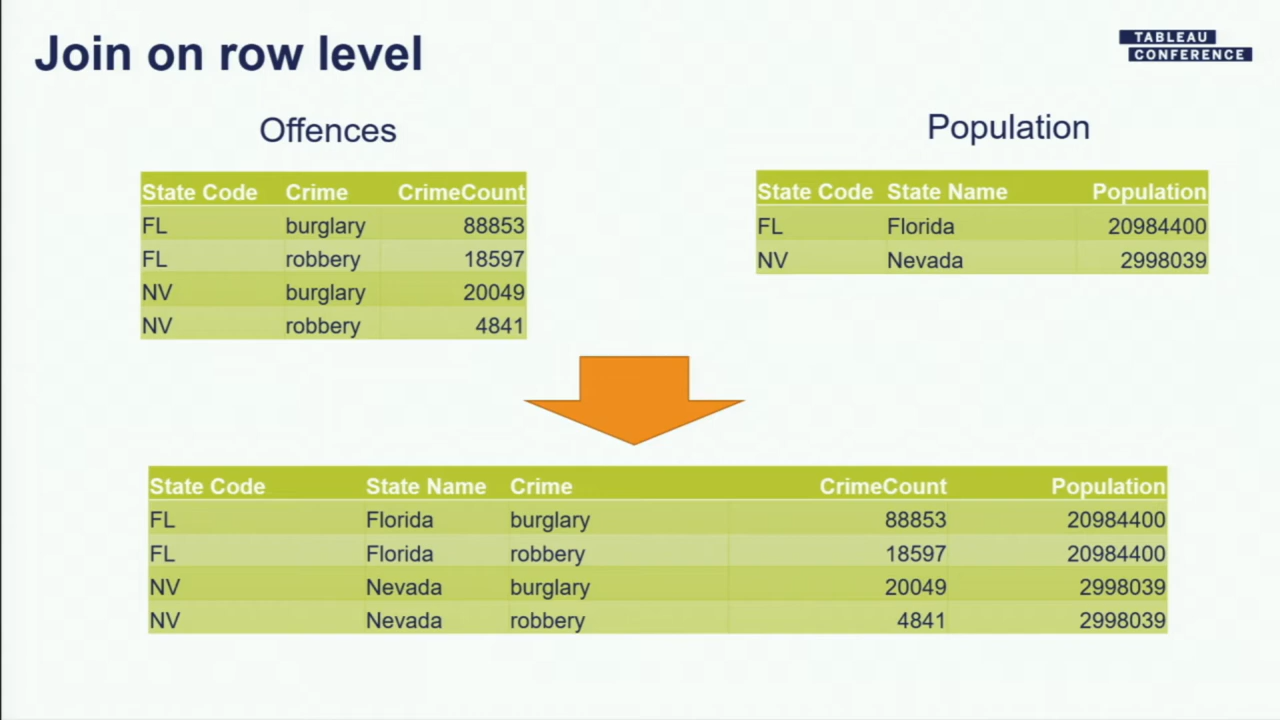 Join on row level
TABLEAU
CONFERENCE
Offences
State Code Crime CrimeCount
FL burglary 88853
FL robbery 18597
NV burglary 20049
NV robbery 4841
Population
State Code State Name Population
FL Florida 20984400
NV Nevada 2998039
State Code State Name Crime CrimeCount Population
FL Florida burglary 88853 20984400
FL Florida robbery 18597 20984400
NV Nevada burglary 20049 2998039
NV Nevada robbery 4841 2998039